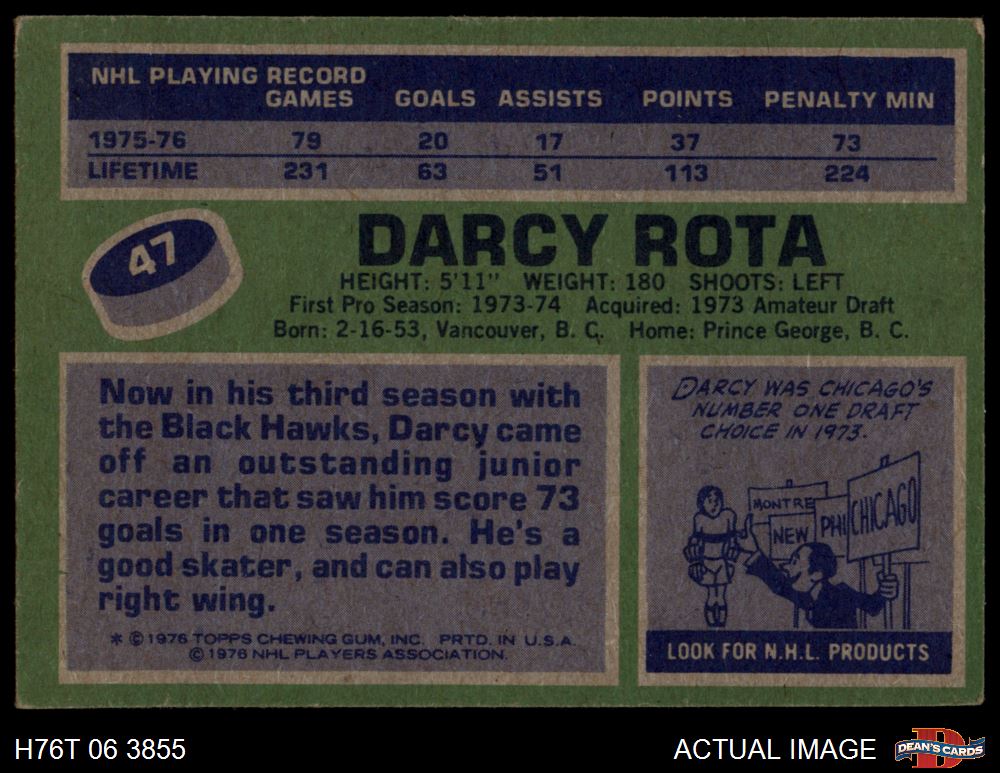 NHL PLAYING RECORD
GAMES GOALS ASSISTS POINTS PENALTY MIN
1975-76 79 20 17 37 73
LIFETIME 231 63 51 113 224
47
DARCY ROTA
HEIGHT: 5'11" WEIGHT: 180 SHOOTS: LEFT
First Pro Season: 1973-74 Acquired: 1973 Amateur Draft
Born: 2-16-53, Vancouver, B. C. Home: Prince George, B. C.
Now in his third season with
the Black Hawks, Darcy came
off an outstanding junior
career that saw him score 73
goals in one season. He's a
good skater, and can also play
right wing.
* © 1976 TOPPS CHEWING GUM, INC. PRTD. IN U.S.A.
© 1976 NHL PLAYERS ASSOCIATION.
DARCY WAS CHICAGO'S
NUMBER ONE DRAFT
CHOICE IN 1973.
MONTRE
NEW
PHI
CHICAGO
LOOK FOR N.H.L. PRODUCTS
H76T 06 3855
ACTUAL IMAGE
D
DEAN'S CARDS